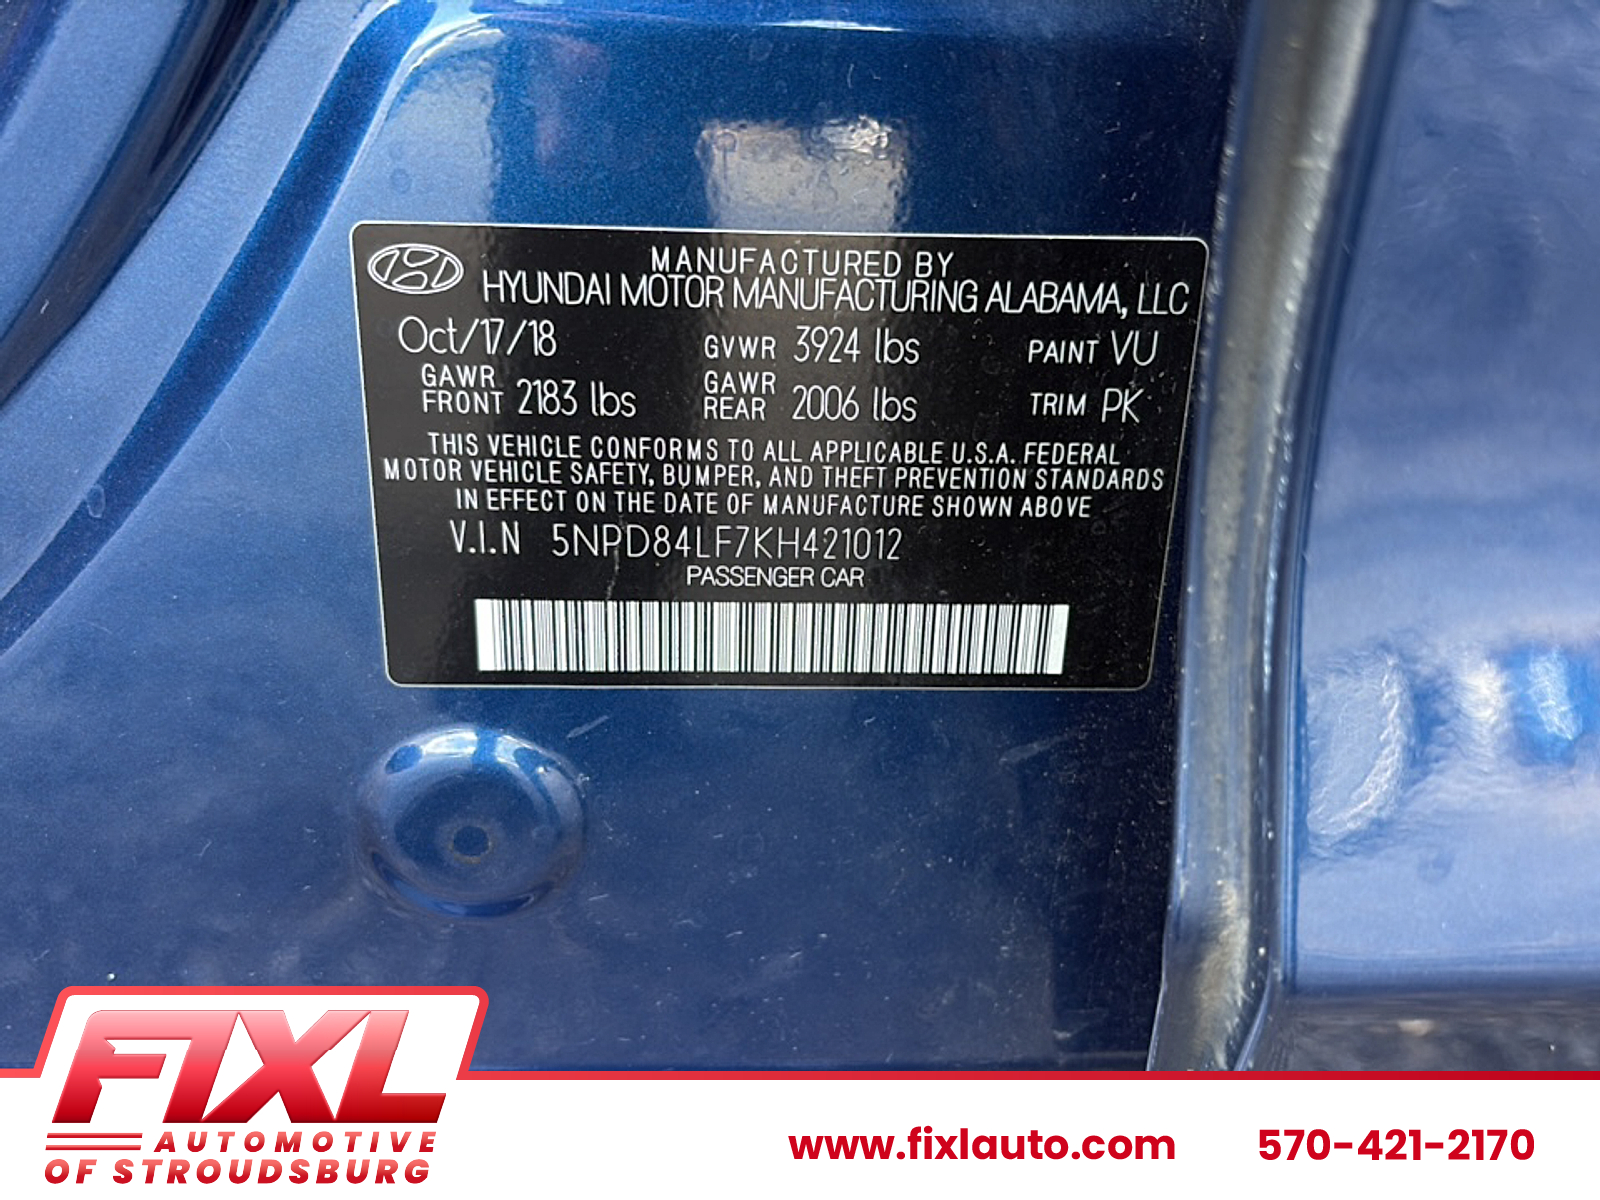 MANUFACTURED BY
HYUNDAI MOTOR MANUFACTURING ALABAMA, LLC
Oct/17/18 GVWR 3924 lbs PAINT VU
GAWR FRONT 2183 lbs GAWR REAR 2006 lbs TRIM PK
THIS VEHICLE CONFORMS TO ALL APPLICABLE U.S.A. FEDERAL
MOTOR VEHICLE SAFETY, BUMPER, AND THEFT PREVENTION STANDARDS
IN EFFECT ON THE DATE OF MANUFACTURE SHOWN ABOVE
V.I.N 5NPD84LF7KH421012
PASSENGER CAR
FIXL
AUTOMOTIVE
OF STROUDSBURG
www.fixlauto.com 570-421-2170